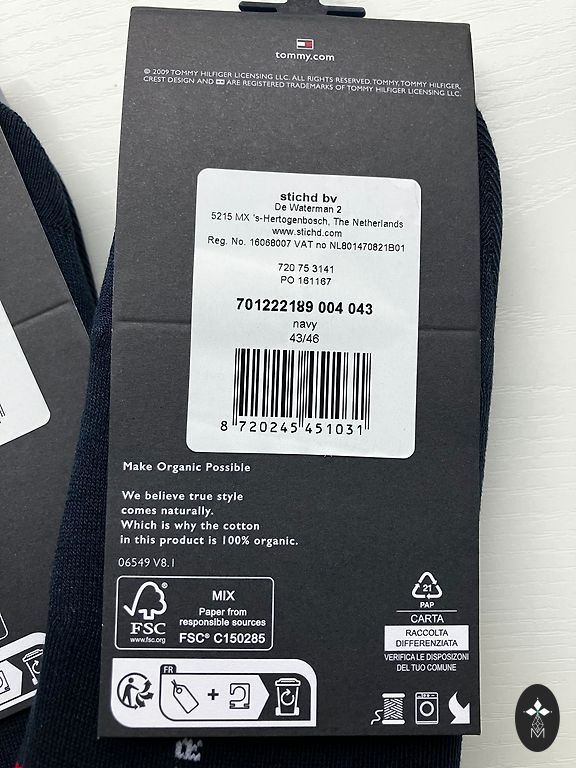 tommy.com
© 2009 TOMMY HILFIGER LICENSING LLC. ALL RIGHTS RESERVED. TOMMY, TOMMY HILFIGER,
CREST DESIGN AND ARE REGISTERED TRADEMARKS OF TOMMY HILFIGER LICENSING LLC.
stichd bv
De Waterman 2
5215 MX 's-Hertogenbosch, The Netherlands
www.stichd.com
Reg. No. 16068007 VAT no NL801470821B01
720 75 3141
PO 161167
701222189 004 043
navy
43/46
8 720245 451031
Make Organic Possible
We believe true style
comes naturally.
Which is why the cotton
in this product is 100% organic.
06549 V8.1
FSC
www.fsc.org
MIX
Paper from
responsible sources
FSC® C150285
21
PAP
CARTA
RACCOLTA
DIFFERENZIATA
VERIFICA LE DISPOSIZIONI
DEL TUO COMUNE
FR
+
M